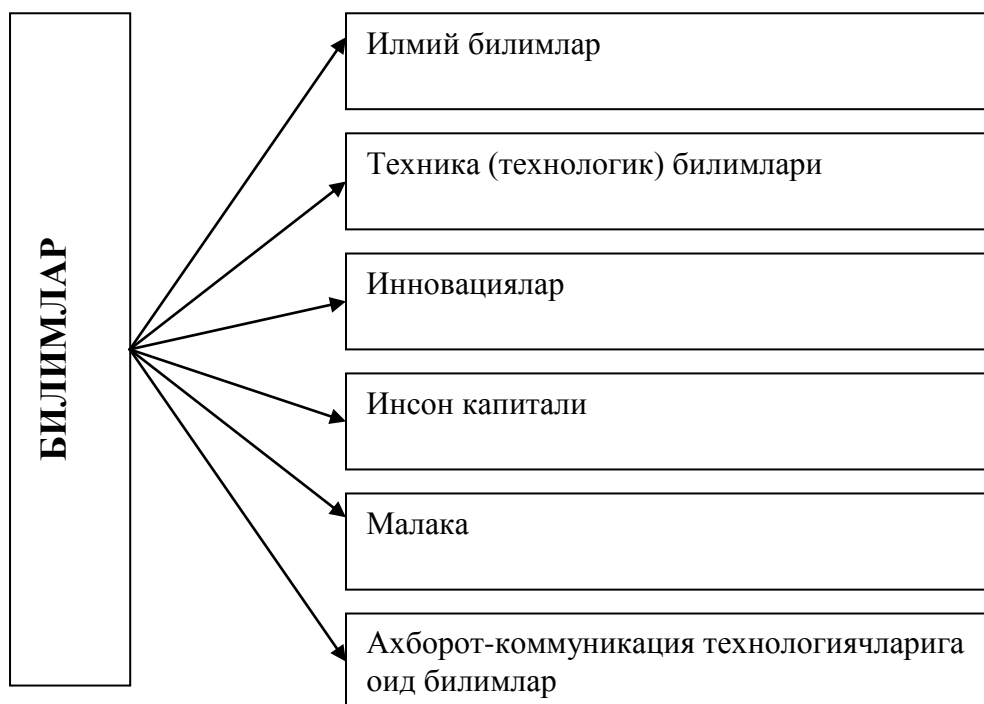 БИЛИМЛАР
Илмий билимлар
Техника (технологик) билимлари
Инновациялар
Инсон капитали
Малака
Ахборот-коммуникация технологиячларига
оид билимлар